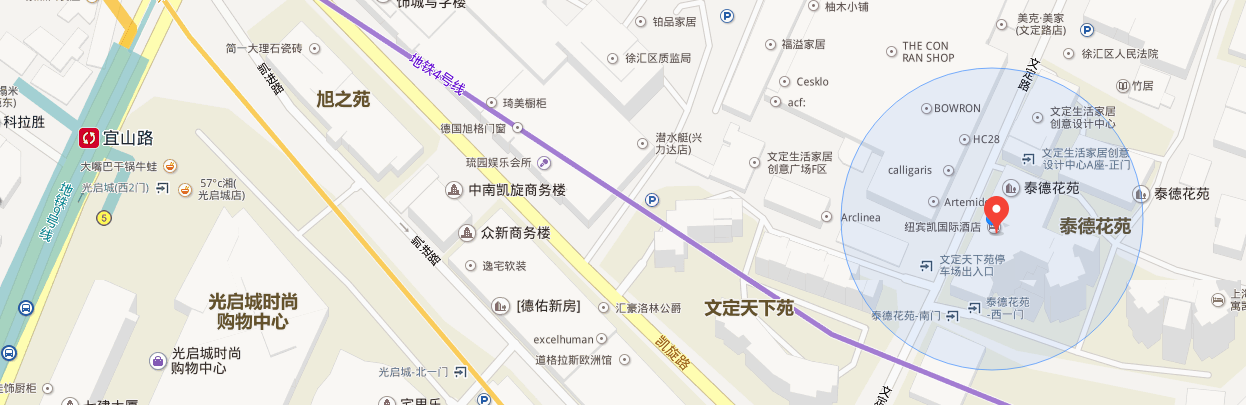 饰城写字楼
铂品家居
P
柚木小铺
美克·美家
(文定路店)
P
徐汇区人民法院
简一大理石瓷砖
凯进路
地铁4号线
徐汇区质监局
福溢家居
THE CON
RAN SHOP
文定路
竹居
Cesklo
acf:
旭之苑
琦美橱柜
BOWRON
文定生活家居
创意设计中心
科拉胜
宜山路
德国旭格门窗
潜水艇(兴
力达店)
HC28
大嘴巴干锅牛蛙
琉园娱乐会所
文定生活家居
创意广场F区
文定生活家居创意
设计中心A座-正门
calligaris
光启城(西2门)
57°c湘(
光启城店)
中南凯旋商务楼
P
泰德花苑
泰德花苑
Artemide
地铁9号线
5
Arclinea
纽宾凯国际酒店
泰德花苑
众新商务楼
凯进路
逸宅软装
文定天下苑停
车场出入口
光启城时尚
购物中心
[德佑新房]
汇豪洛林公爵
文定天下苑
泰德花苑
-西一门
泰德花苑-南门
excelhuman
凯旋路
光启城时尚
购物中心
道格拉斯欧洲馆
光启城-北一门
饰厨柜
P